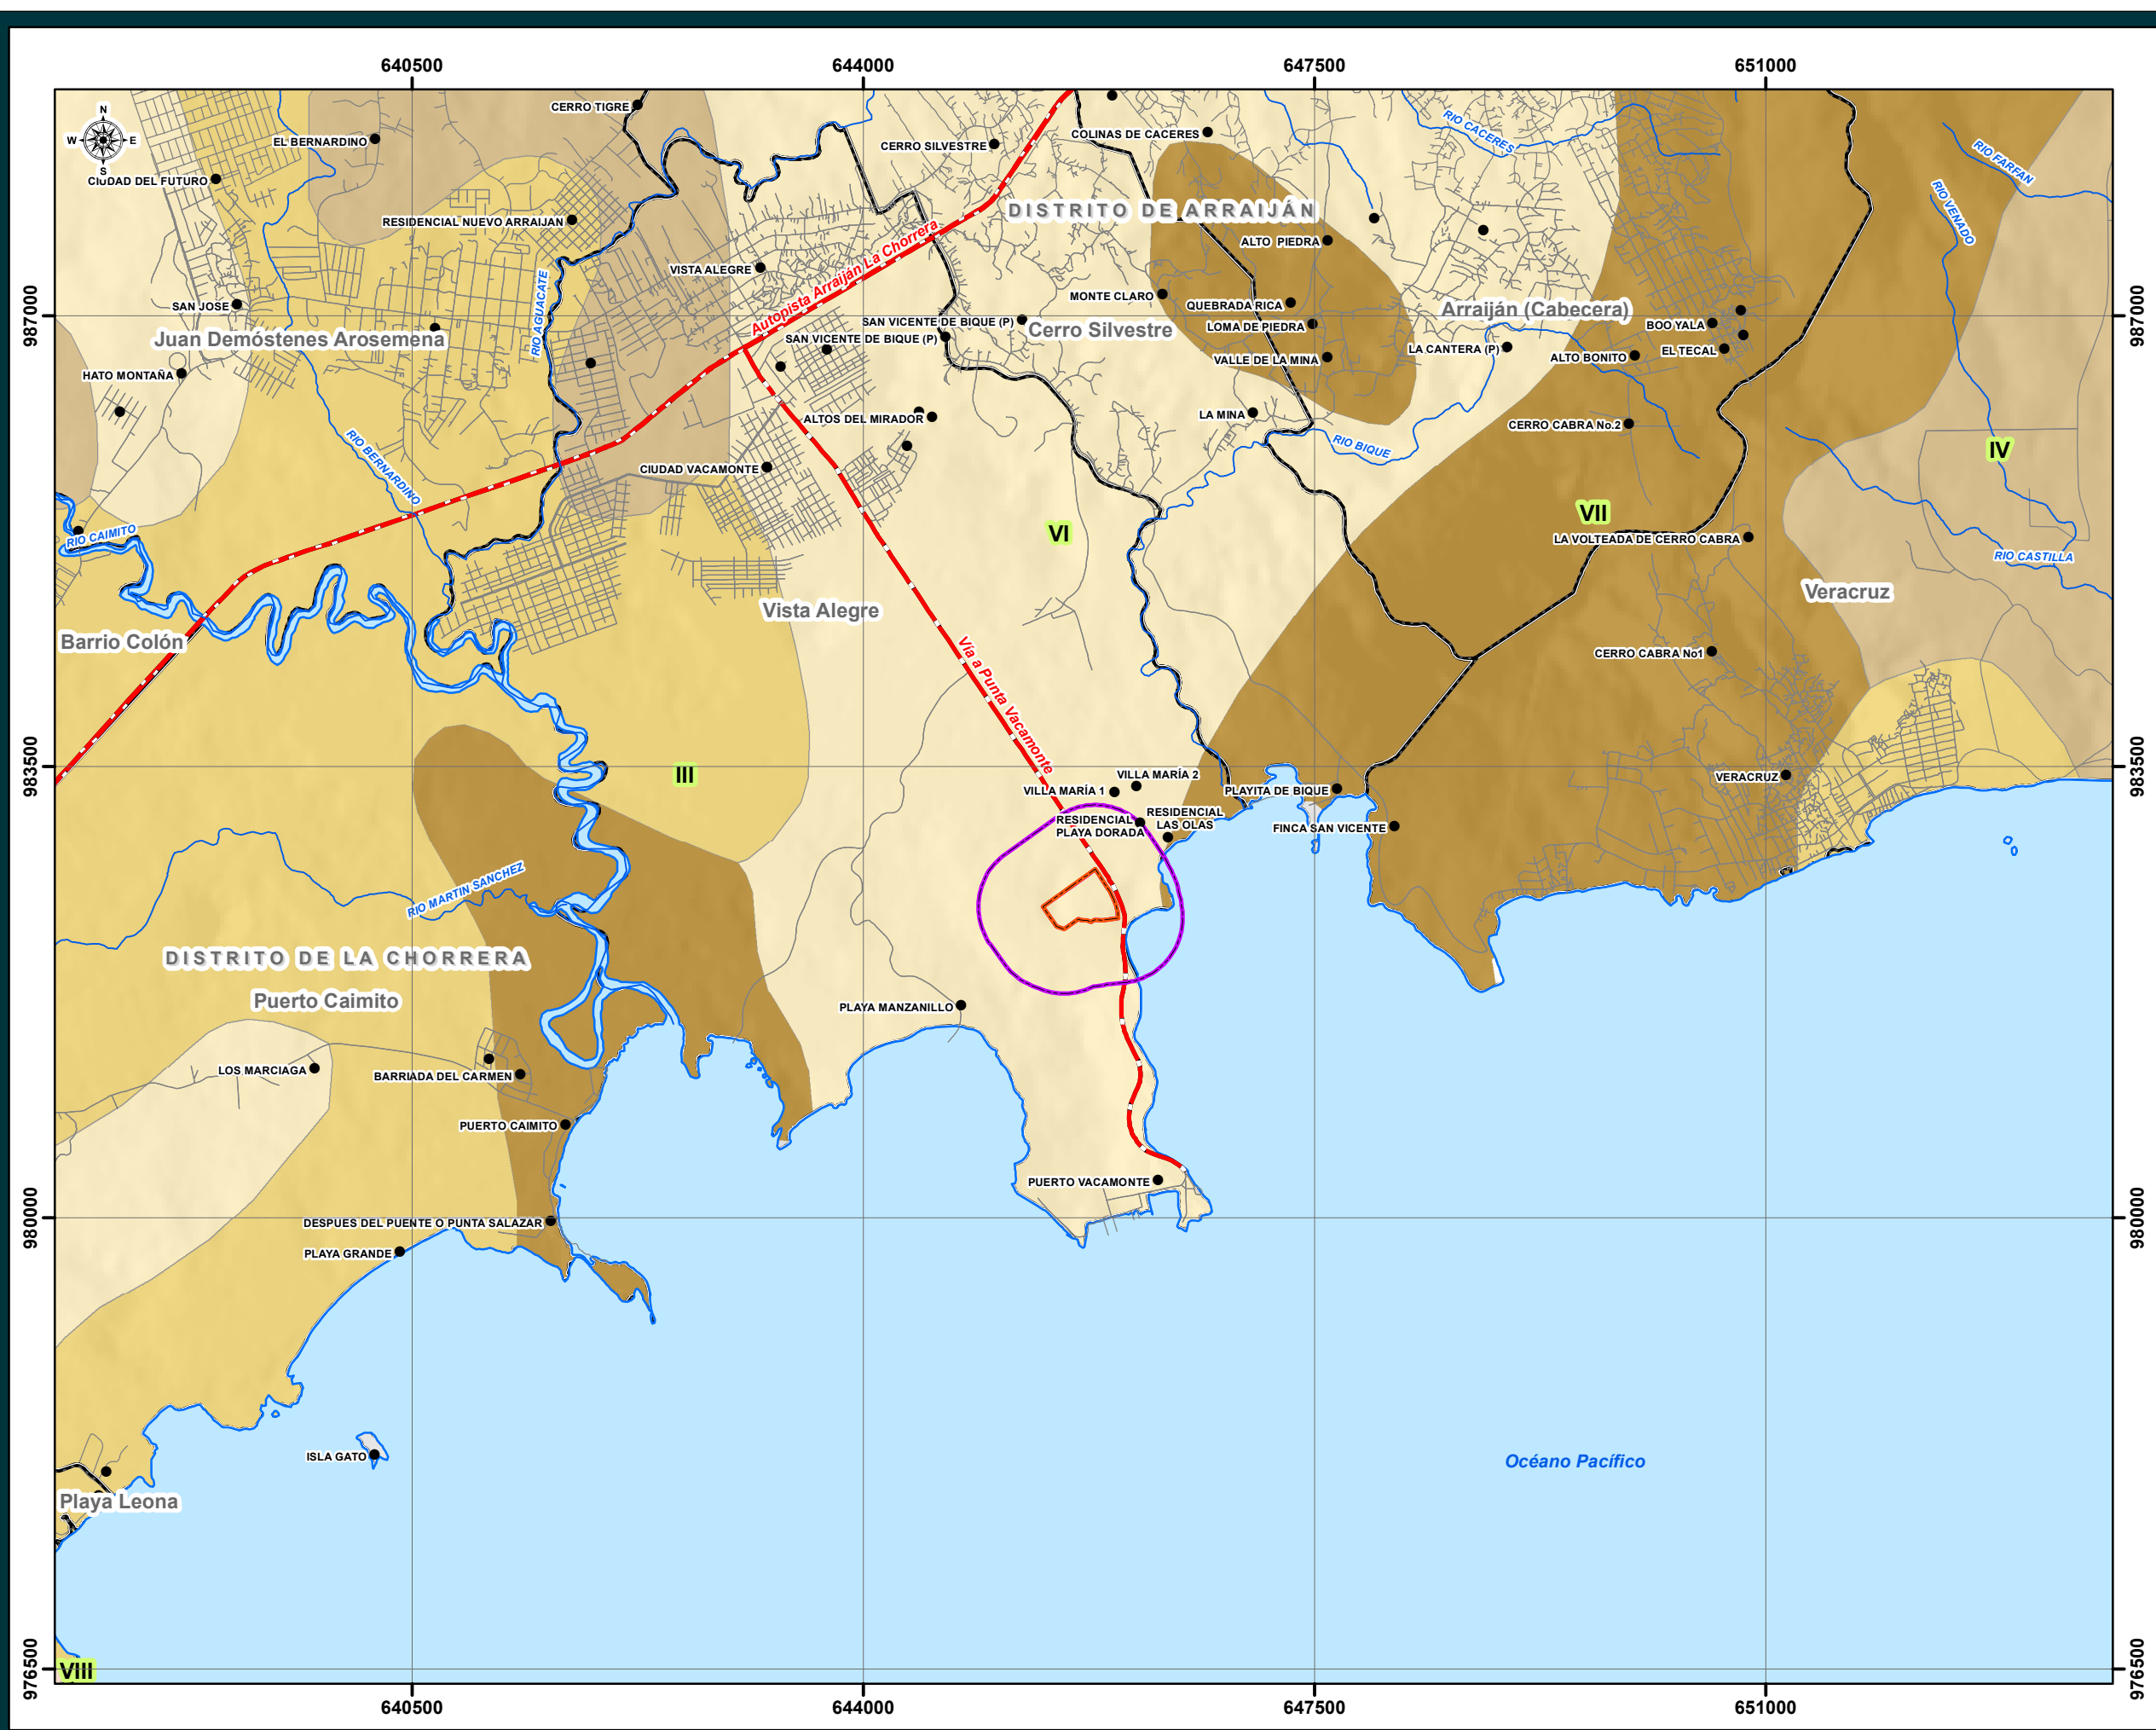 640500
644000
647500
651000
N
W
E
S
CERRO TIGRE
EL BERNARDINO
CERRO SILVESTRE
COLINAS DE CACERES
RIO CACERES
RIO FARFAN
CIUDAD DEL FUTURO
RIO VENADO
DISTRITO DE ARRAIJÁN
RESIDENCIAL NUEVO ARRAIJAN
ALTO PIEDRA
Autopista Arraiján La Chorrera
VISTA ALEGRE
RIO AGUACATE
MONTE CLARO
QUEBRADA RICA
SAN JOSE
987000
987000
SAN VICENTE DE BIQUE (P)
Cerro Silvestre
Arraiján (Cabecera)
LOMA DE PIEDRA
BOO YALA
Juan Demóstenes Arosemena
SAN VICENTE DE BIQUE (P)
LA CANTERA (P)
EL TECAL
VALLE DE LA MINA
ALTO BONITO
HATO MONTAÑA
ALTOS DEL MIRADOR
LA MINA
CERRO CABRA No.2
RIO BIQUE
IV
RIO BERNARDINO
CIUDAD VACAMONTE
VII
RIO CAIMITO
VI
LA VOLTEADA DE CERRO CABRA
RIO CASTILLA
Veracruz
Vista Alegre
Barrio Colón
CERRO CABRA No1
Vía a Punta Vacamonte
983500
983500
III
VILLA MARÍA 2
VERACRUZ
VILLA MARÍA 1
PLAYITA DE BIQUE
RESIDENCIAL
LAS OLAS
RESIDENCIAL
PLAYA DORADA
FINCA SAN VICENTE
RIO MARTIN SANCHEZ
DISTRITO DE LA CHORRERA
Puerto Caimito
PLAYA MANZANILLO
LOS MARCIAGA
BARRIADA DEL CARMEN
PUERTO CAIMITO
PUERTO VACAMONTE
980000
980000
DESPUES DEL PUENTE O PUNTA SALAZAR
PLAYA GRANDE
ISLA GATO
Océano Pacífico
Playa Leona
976500
976500
VIII
640500
644000
647500
651000